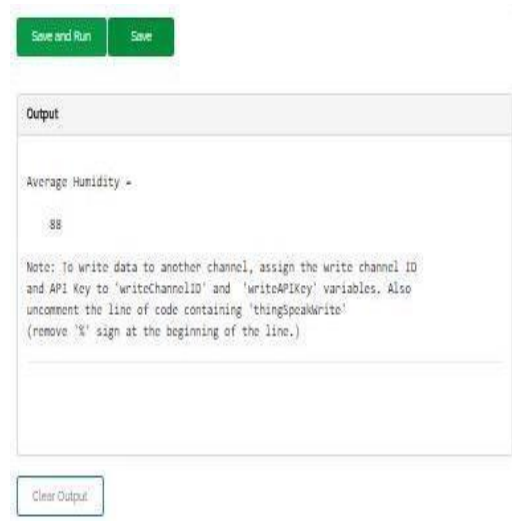 Save and Run Save
Output
Average Humidity =
88
Note: To write data to another channel, assign the write channel ID
and API Key to 'writeChannelID' and 'writeAPIKey' variables. Also
uncomment the line of code containing 'thingSpeakWrite'
(remove '%' sign at the beginning of the line.)
Clear Output